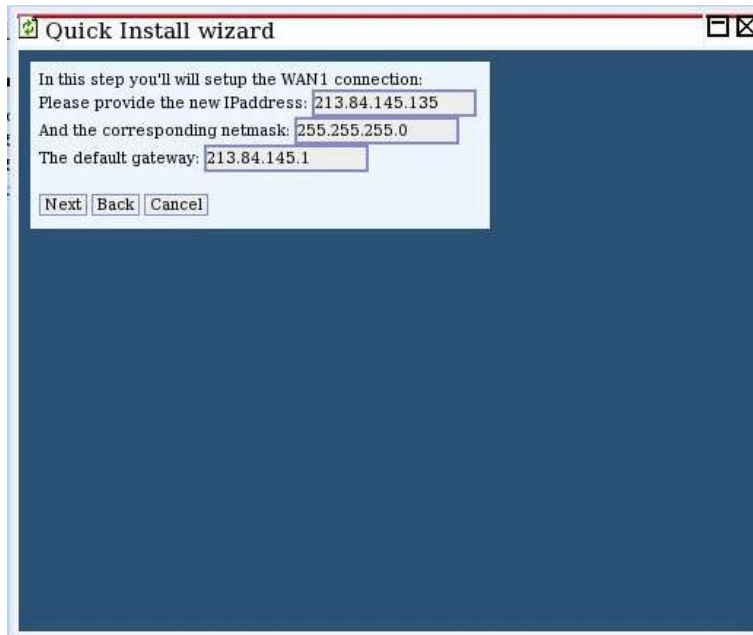 Quick Install wizard
In this step you'll will setup the WAN1 connection:
Please provide the new IPaddress: 213.84.145.135
And the corresponding netmask: 255.255.255.0
The default gateway: 213.84.145.1
Next Back Cancel